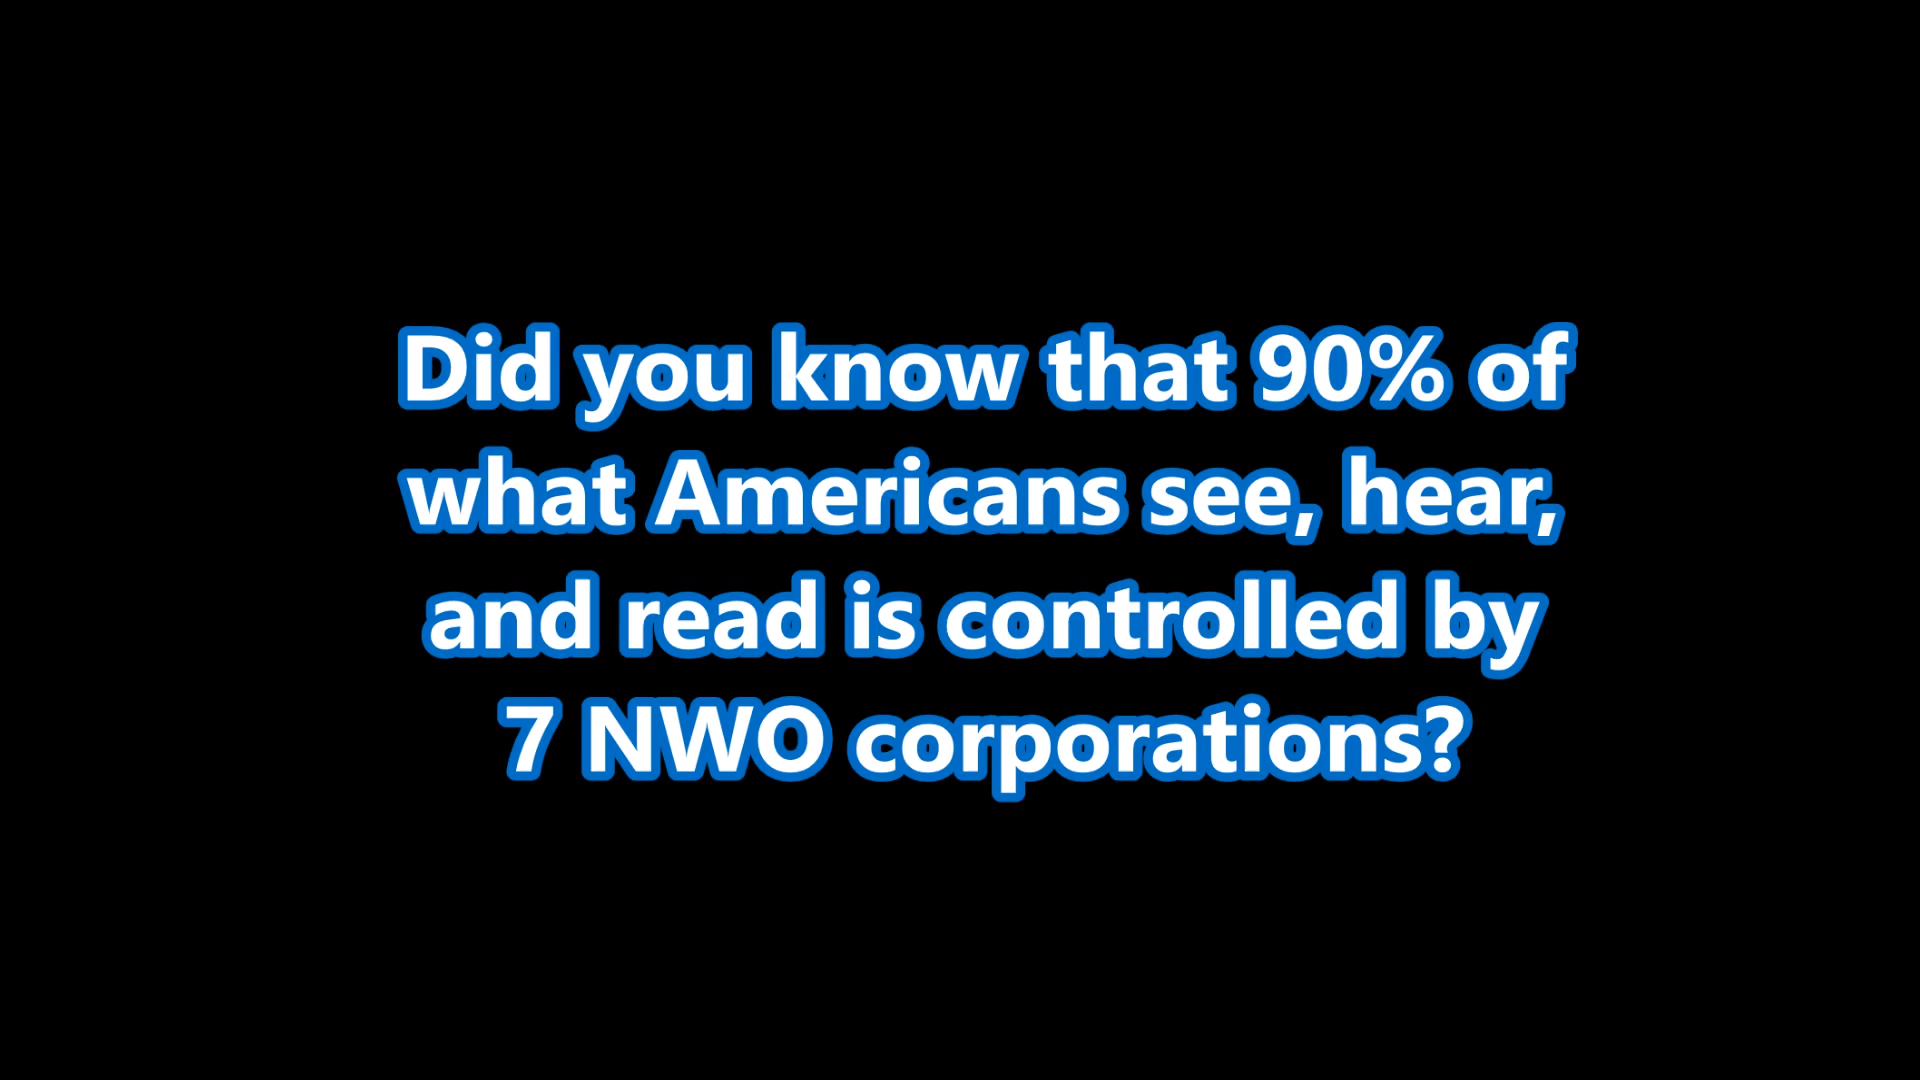 Did you know that 90% of
what Americans see, hear,
and read is controlled by
7 NWO corporations?